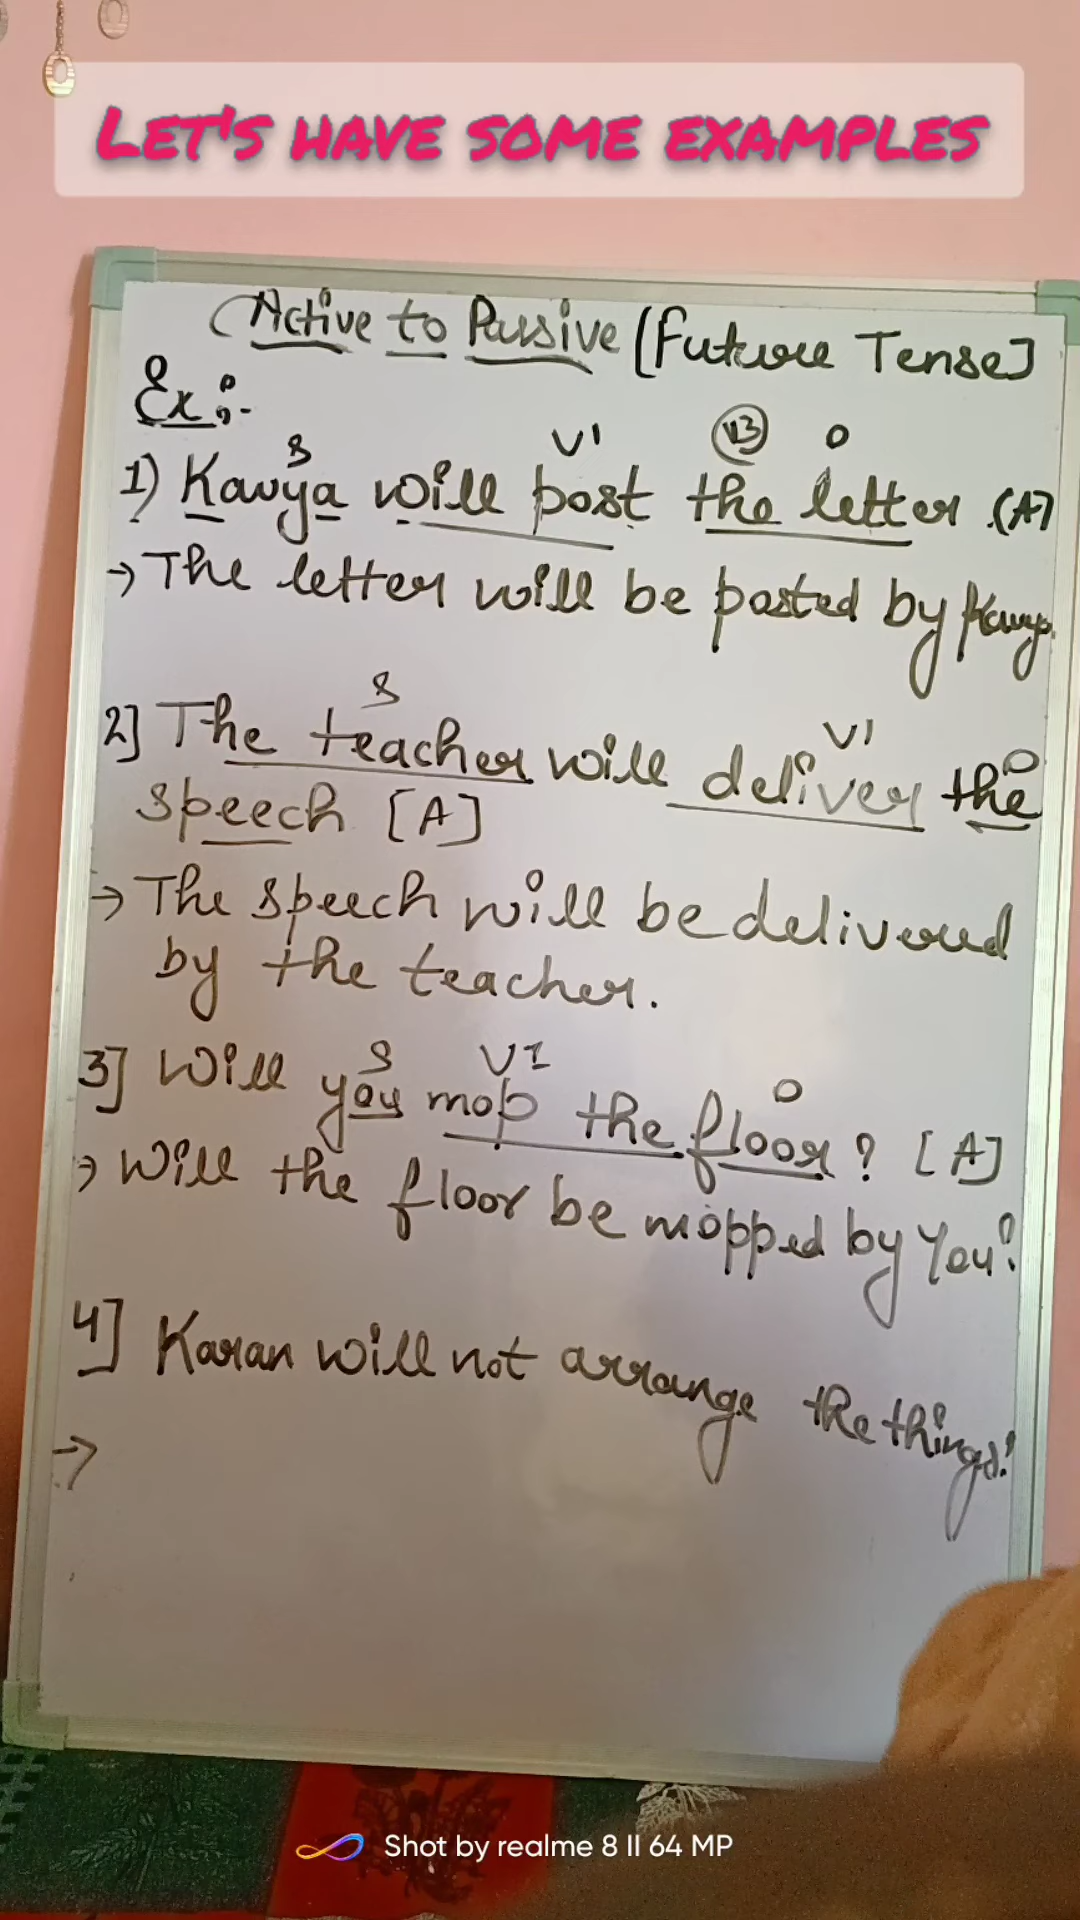 LET'S HAVE SOME EXAMPLES
Active to Passive [Future Tense]
Ex:-
S V1 V3 O
1) Kavya will post the letter (A)
→ The letter will be posted by Kavya.
S V1 O
2] The teacher will deliver the
speech [A]
→ The speech will be delivered
by the teacher.
S V1 O
3] Will you mop the floor? [A]
→ Will the floor be mopped by You?
4] Karan will not arrange the things.
→
Shot by realme 8 II 64 MP